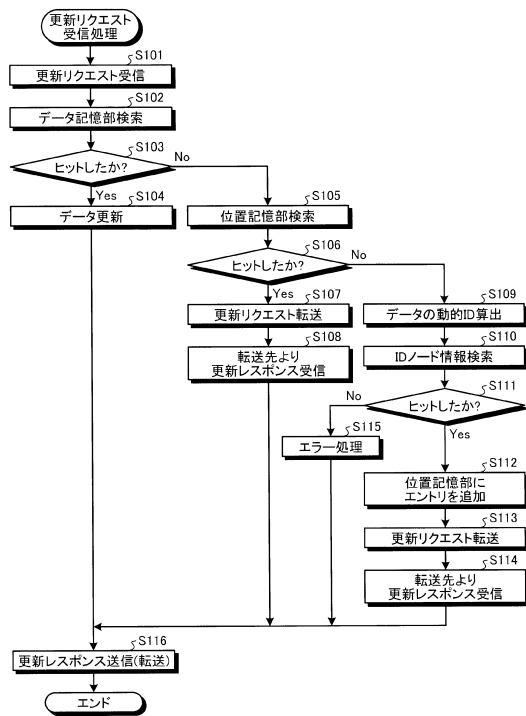 更新リクエスト
受信処理
S101
更新リクエスト受信
S102
データ記憶部検索
S103
ヒットしたか?
No
Yes
S104
データ更新
S105
位置記憶部検索
S106
ヒットしたか?
No
Yes
S107
更新リクエスト転送
S108
転送先より
更新レスポンス受信
S109
データの動的ID算出
S110
IDノード情報検索
S111
ヒットしたか?
No
Yes
S115
エラー処理
S112
位置記憶部に
エントリを追加
S113
更新リクエスト転送
S114
転送先より
更新レスポンス受信
S116
更新レスポンス送信(転送)
エンド